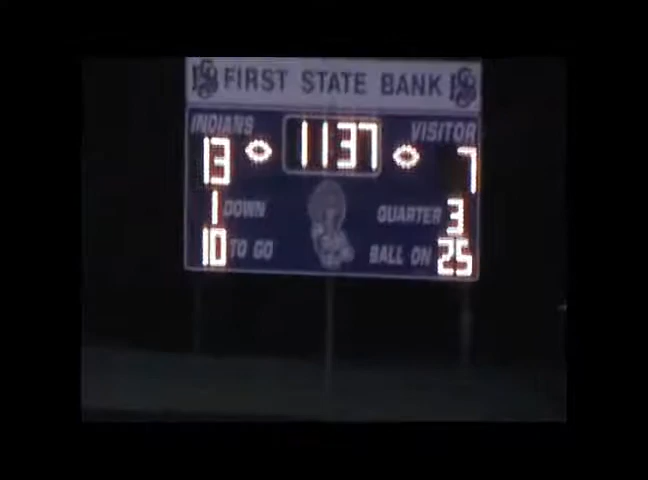 FIRST STATE BANK
INDIANS 1137 VISITOR
13 7
1 DOWN QUARTER 3
10 TO GO BALL ON 25